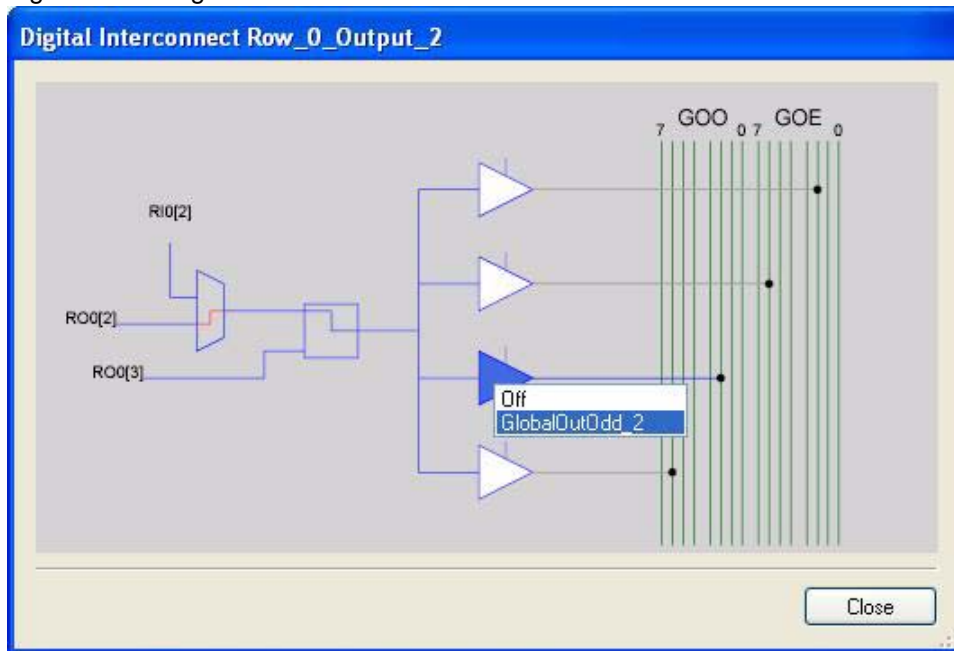 Digital Interconnect Row_0_Output_2
7 GOO 0 7 GOE 0
RI0[2]
RO0[2]
RO0[3]
Off
GlobalOutOdd_2
Close